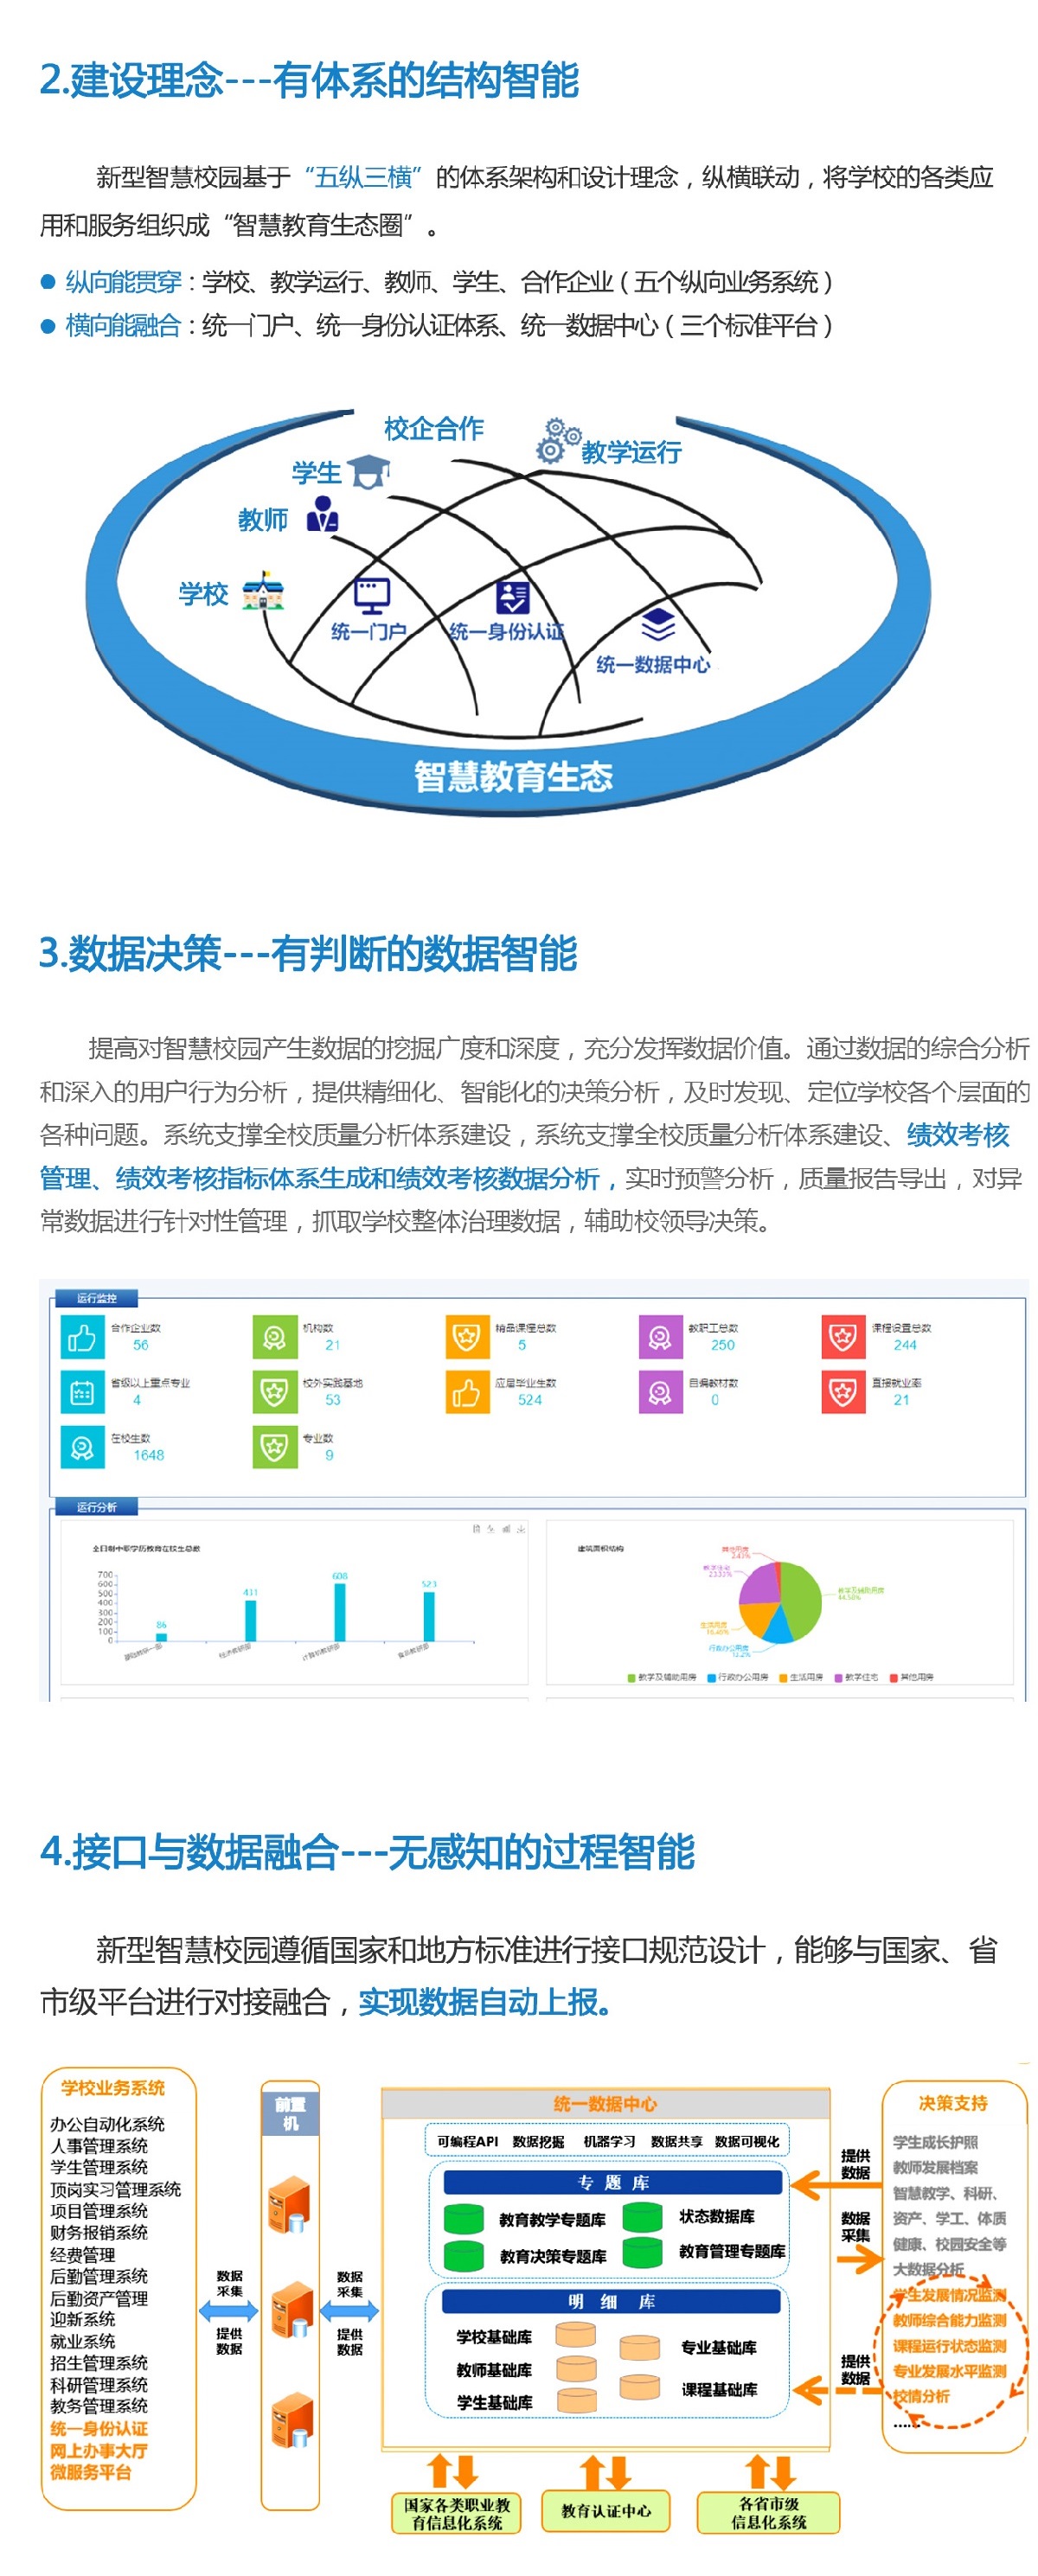 2.建设理念---有体系的结构智能
新型智慧校园基于“五纵三横”的体系架构和设计理念，纵横联动，将学校的各类应
用和服务组织成“智慧教育生态圈”。
纵向能贯穿：学校、教学运行、教师、学生、合作企业（五个纵向业务系统）
横向能融合：统一门户、统一身份认证体系、统一数据中心（三个标准平台）
校企合作
教学运行
学生
教师
学校
统一门户
统一身份认证
统一数据中心
智慧教育生态
3.数据决策---有判断的数据智能
提高对智慧校园产生数据的挖掘广度和深度，充分发挥数据价值。通过数据的综合分析
和深入的用户行为分析，提供精细化、智能化的决策分析，及时发现、定位学校各个层面的
各种问题。系统支撑全校质量分析体系建设，系统支撑全校质量分析体系建设、绩效考核
管理、绩效考核指标体系生成和绩效考核数据分析，实时预警分析，质量报告导出，对异
常数据进行针对性管理，抓取学校整体治理数据，辅助校领导决策。
运行监控
合作企业数
56
机构数
21
精品课程总数
5
教职工总数
250
课程设置总数
244
省级以上重点专业
4
校外实践基地
53
应届毕业生数
524
自编教材数
0
直接就业率
21
在校生数
1648
专业数
9
运行分析
全日制中职学历教育在校生总数
700
600
500
400
300
200
100
0
86
431
608
523
建筑面积结构
其他用房
2.43%
教学住宅
23.33%
生活用房
行政办公用房
12.2%
教学及辅助用房
44.50%
教学及辅助用房 行政办公用房 生活用房 教学住宅 其他用房
4.接口与数据融合---无感知的过程智能
新型智慧校园遵循国家和地方标准进行接口规范设计，能够与国家、省
市级平台进行对接融合，实现数据自动上报。
学校业务系统
办公自动化系统
人事管理系统
学生管理系统
顶岗实习管理系统
项目管理系统
财务报销系统
经费管理
后勤管理系统
后勤资产管理
迎新系统
就业系统
招生管理系统
科研管理系统
教务管理系统
统一身份认证
网上办事大厅
微服务平台
数据
采集
提供
数据
前置
机
数据
采集
提供
数据
统一数据中心
可编程API 数据挖掘 机器学习 数据共享 数据可视化
专 题 库
教育教学专题库
状态数据库
教育决策专题库
教育管理专题库
明 细 库
学校基础库
专业基础库
教师基础库
课程基础库
学生基础库
提供
数据
数据
采集
提供
数据
决策支持
学生成长护照
教师发展档案
智慧教学、科研、
资产、学工、体质
健康、校园安全等
大数据分析
学生发展情况监测
教师综合能力监测
课程运行状态监测
专业发展水平监测
校情分析
......
国家各类职业教
育信息化系统
教育认证中心
各省市级
信息化系统